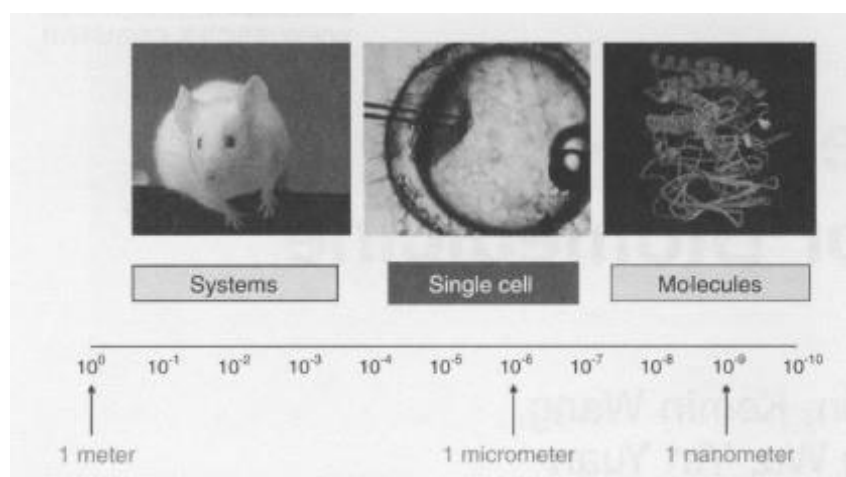 Systems
Single cell
Molecules
10⁰ 10⁻¹ 10⁻² 10⁻³ 10⁻⁴ 10⁻⁵ 10⁻⁶ 10⁻⁷ 10⁻⁸ 10⁻⁹ 10⁻¹⁰
1 meter 1 micrometer 1 nanometer